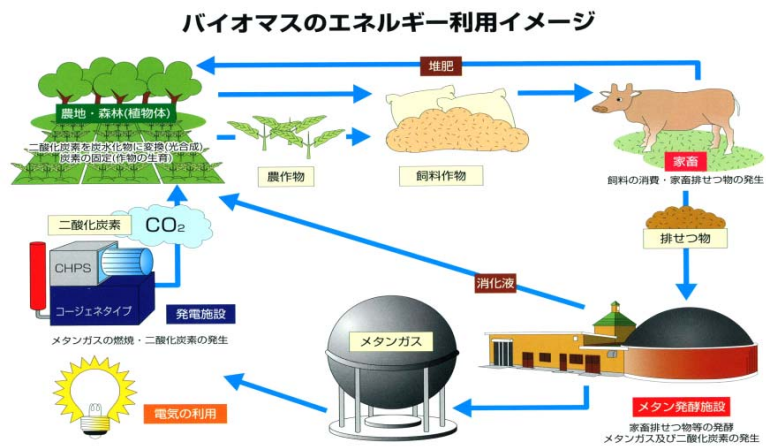 バイオマスのエネルギー利用イメージ
堆肥
農地・森林(植物体)
二酸化炭素を炭水化物に変換(光合成)
炭素の固定(作物の生育)
農作物
飼料作物
家畜
飼料の消費・家畜排せつ物の発生
二酸化炭素
CO2
排せつ物
CHPS
コージェネタイプ
発電施設
メタンガスの燃焼・二酸化炭素の発生
消化液
メタンガス
電気の利用
メタン発酵施設
家畜排せつ物等の発酵
メタンガス及び二酸化炭素の発生